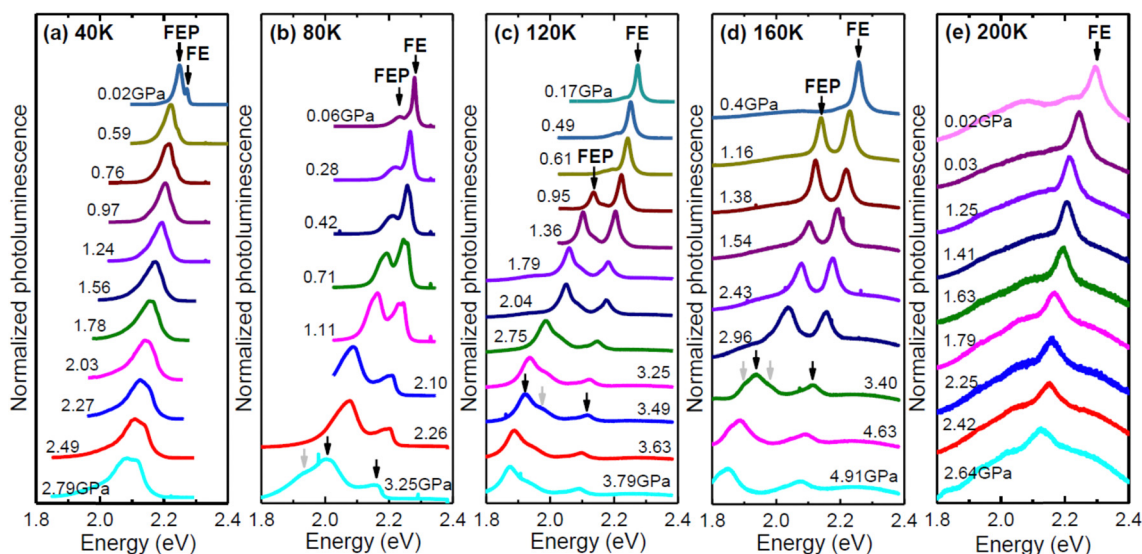 (a) 40K
FEP
FE
0.02GPa
0.59
0.76
0.97
1.24
1.56
1.78
2.03
2.27
2.49
2.79GPa
1.8 2.0 2.2 2.4
Energy (eV)
Normalized photoluminescence
(b) 80K
FE
FEP
0.06GPa
0.28
0.42
0.71
1.11
2.10
2.26
3.25GPa
1.8 2.0 2.2 2.4
Energy (eV)
Normalized photoluminescence
(c) 120K
FE
0.17GPa
0.49
0.61
FEP
0.95
1.36
1.79
2.04
2.75
3.25
3.49
3.63
3.79GPa
1.8 2.0 2.2 2.4
Energy (eV)
Normalized photoluminescence
(d) 160K
FE
0.4GPa
FEP
1.16
1.38
1.54
2.43
2.96
3.40
4.63
4.91GPa
1.8 2.0 2.2 2.4
Energy (eV)
Normalized photoluminescence
(e) 200K
FE
0.02GPa
0.03
1.25
1.41
1.63
1.79
2.25
2.42
2.64GPa
1.8 2.0 2.2 2.4
Energy (eV)
Normalized photoluminescence